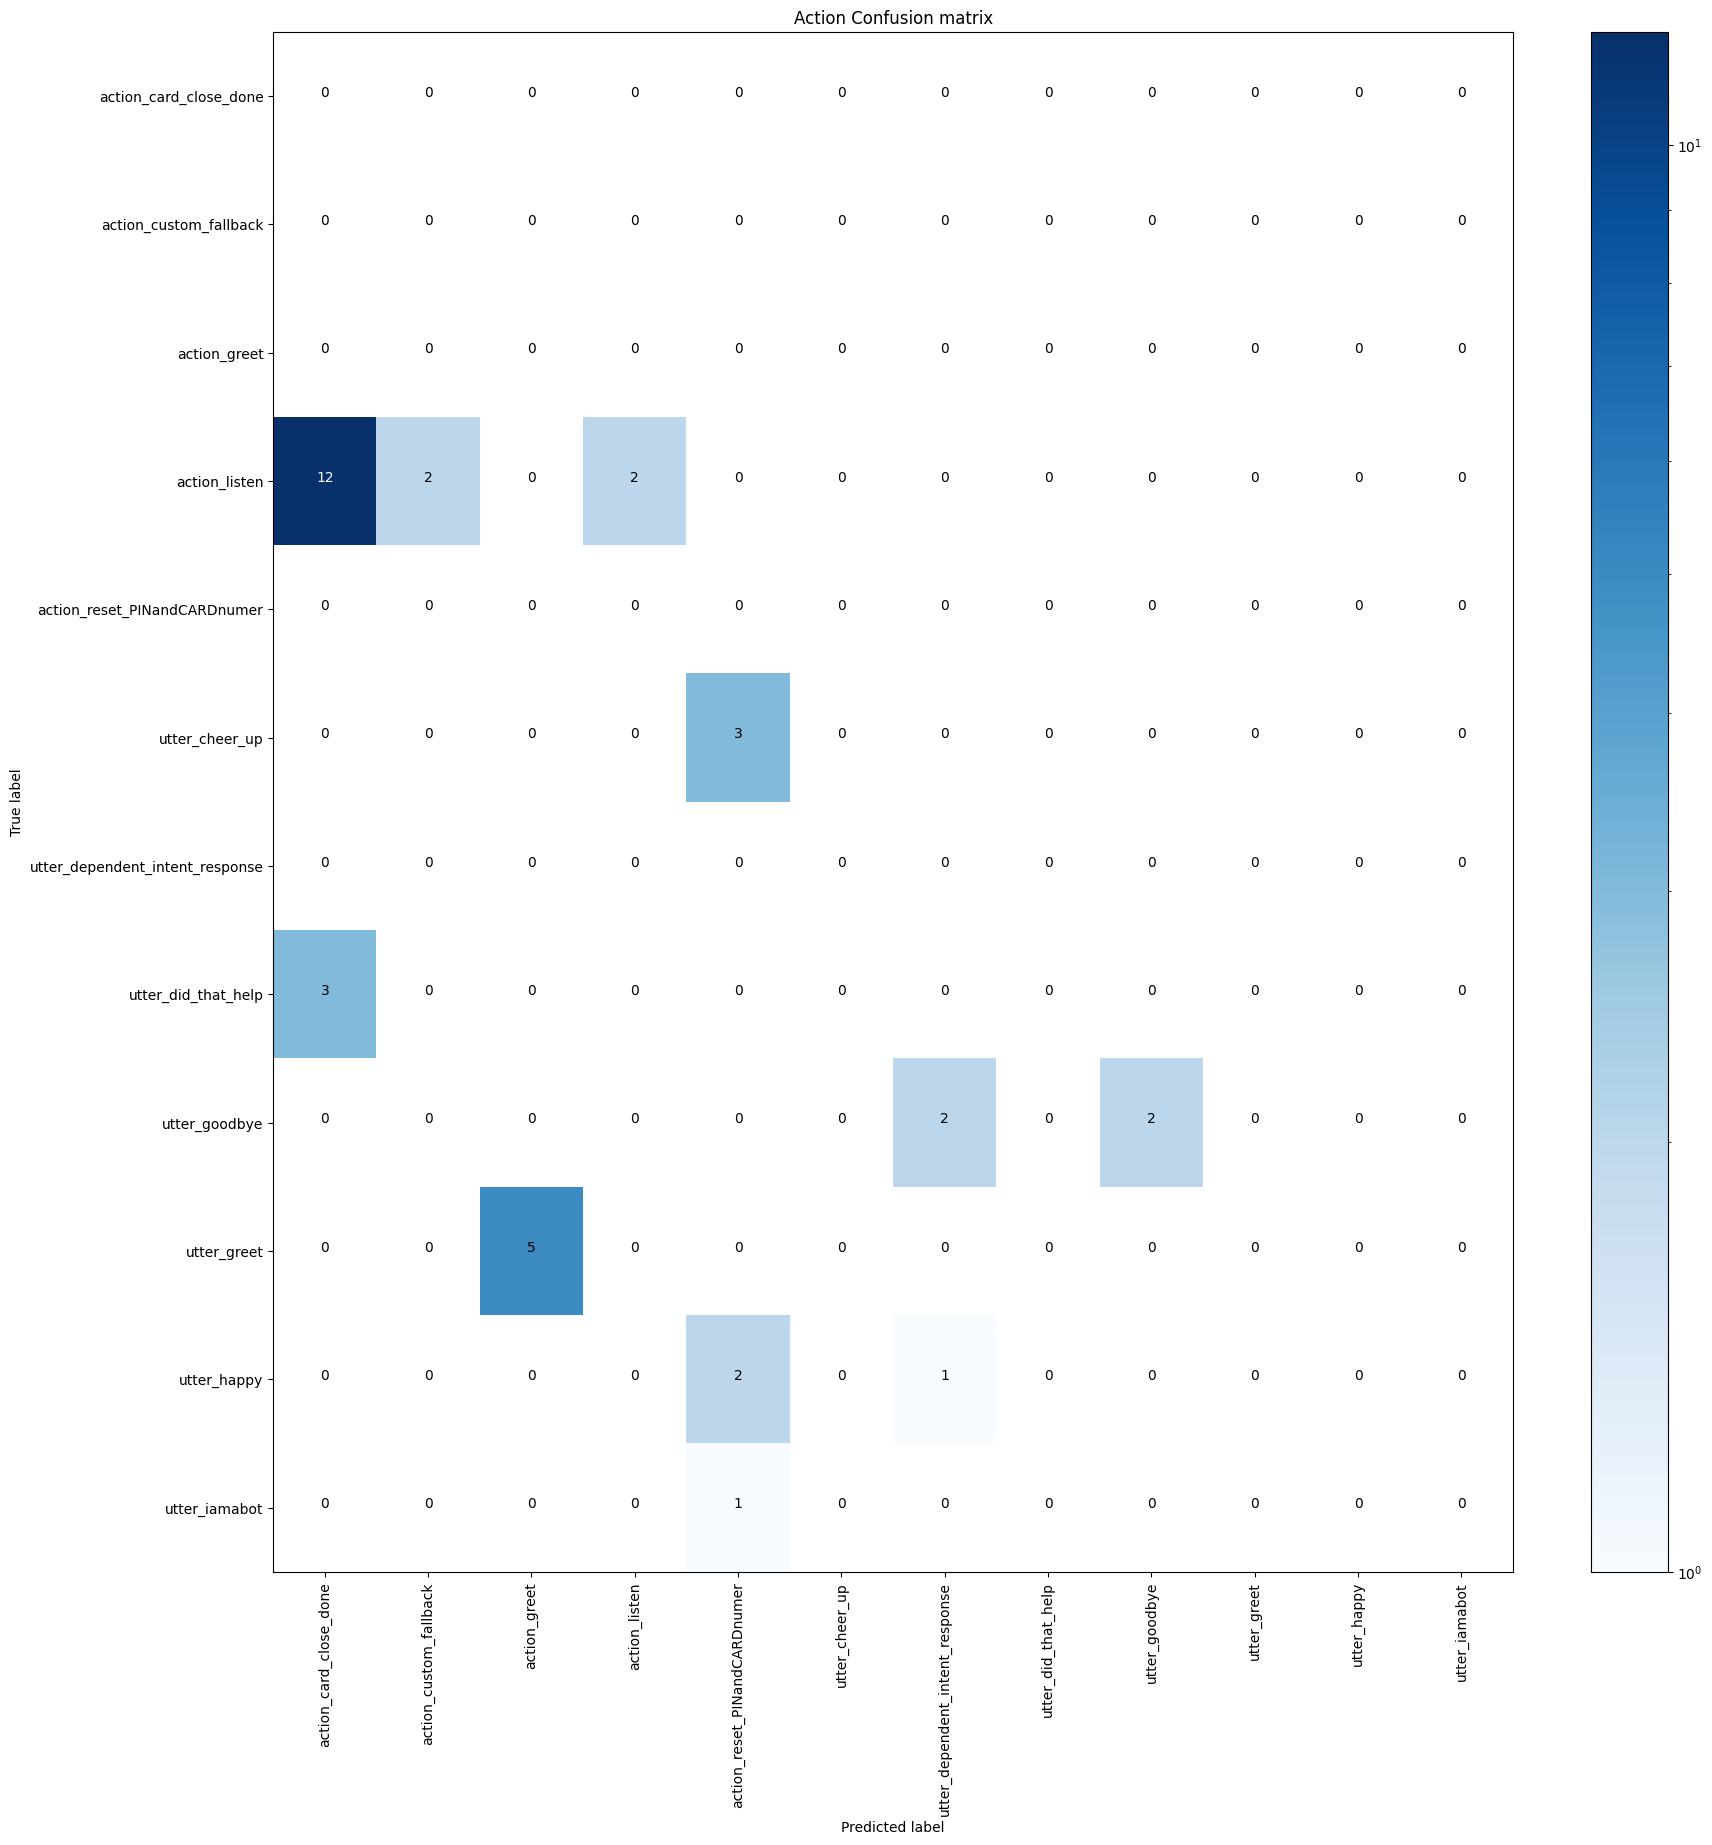 Action Confusion matrix
action_card_close_done 0 0 0 0 0 0 0 0 0 0 0 0
action_custom_fallback 0 0 0 0 0 0 0 0 0 0 0 0
action_greet 0 0 0 0 0 0 0 0 0 0 0 0
action_listen 12 2 0 2 0 0 0 0 0 0 0 0
action_reset_PINandCARDnumer 0 0 0 0 0 0 0 0 0 0 0 0
utter_cheer_up 0 0 0 0 3 0 0 0 0 0 0 0
utter_dependent_intent_response 0 0 0 0 0 0 0 0 0 0 0 0
utter_did_that_help 3 0 0 0 0 0 0 0 0 0 0 0
utter_goodbye 0 0 0 0 0 0 2 0 2 0 0 0
utter_greet 0 0 5 0 0 0 0 0 0 0 0 0
utter_happy 0 0 0 0 2 0 1 0 0 0 0 0
utter_iamabot 0 0 0 0 1 0 0 0 0 0 0 0
True label
action_card_close_done
action_custom_fallback
action_greet
action_listen
action_reset_PINandCARDnumer
utter_cheer_up
utter_dependent_intent_response
utter_did_that_help
utter_goodbye
utter_greet
utter_happy
utter_iamabot
Predicted label
10¹
10⁰